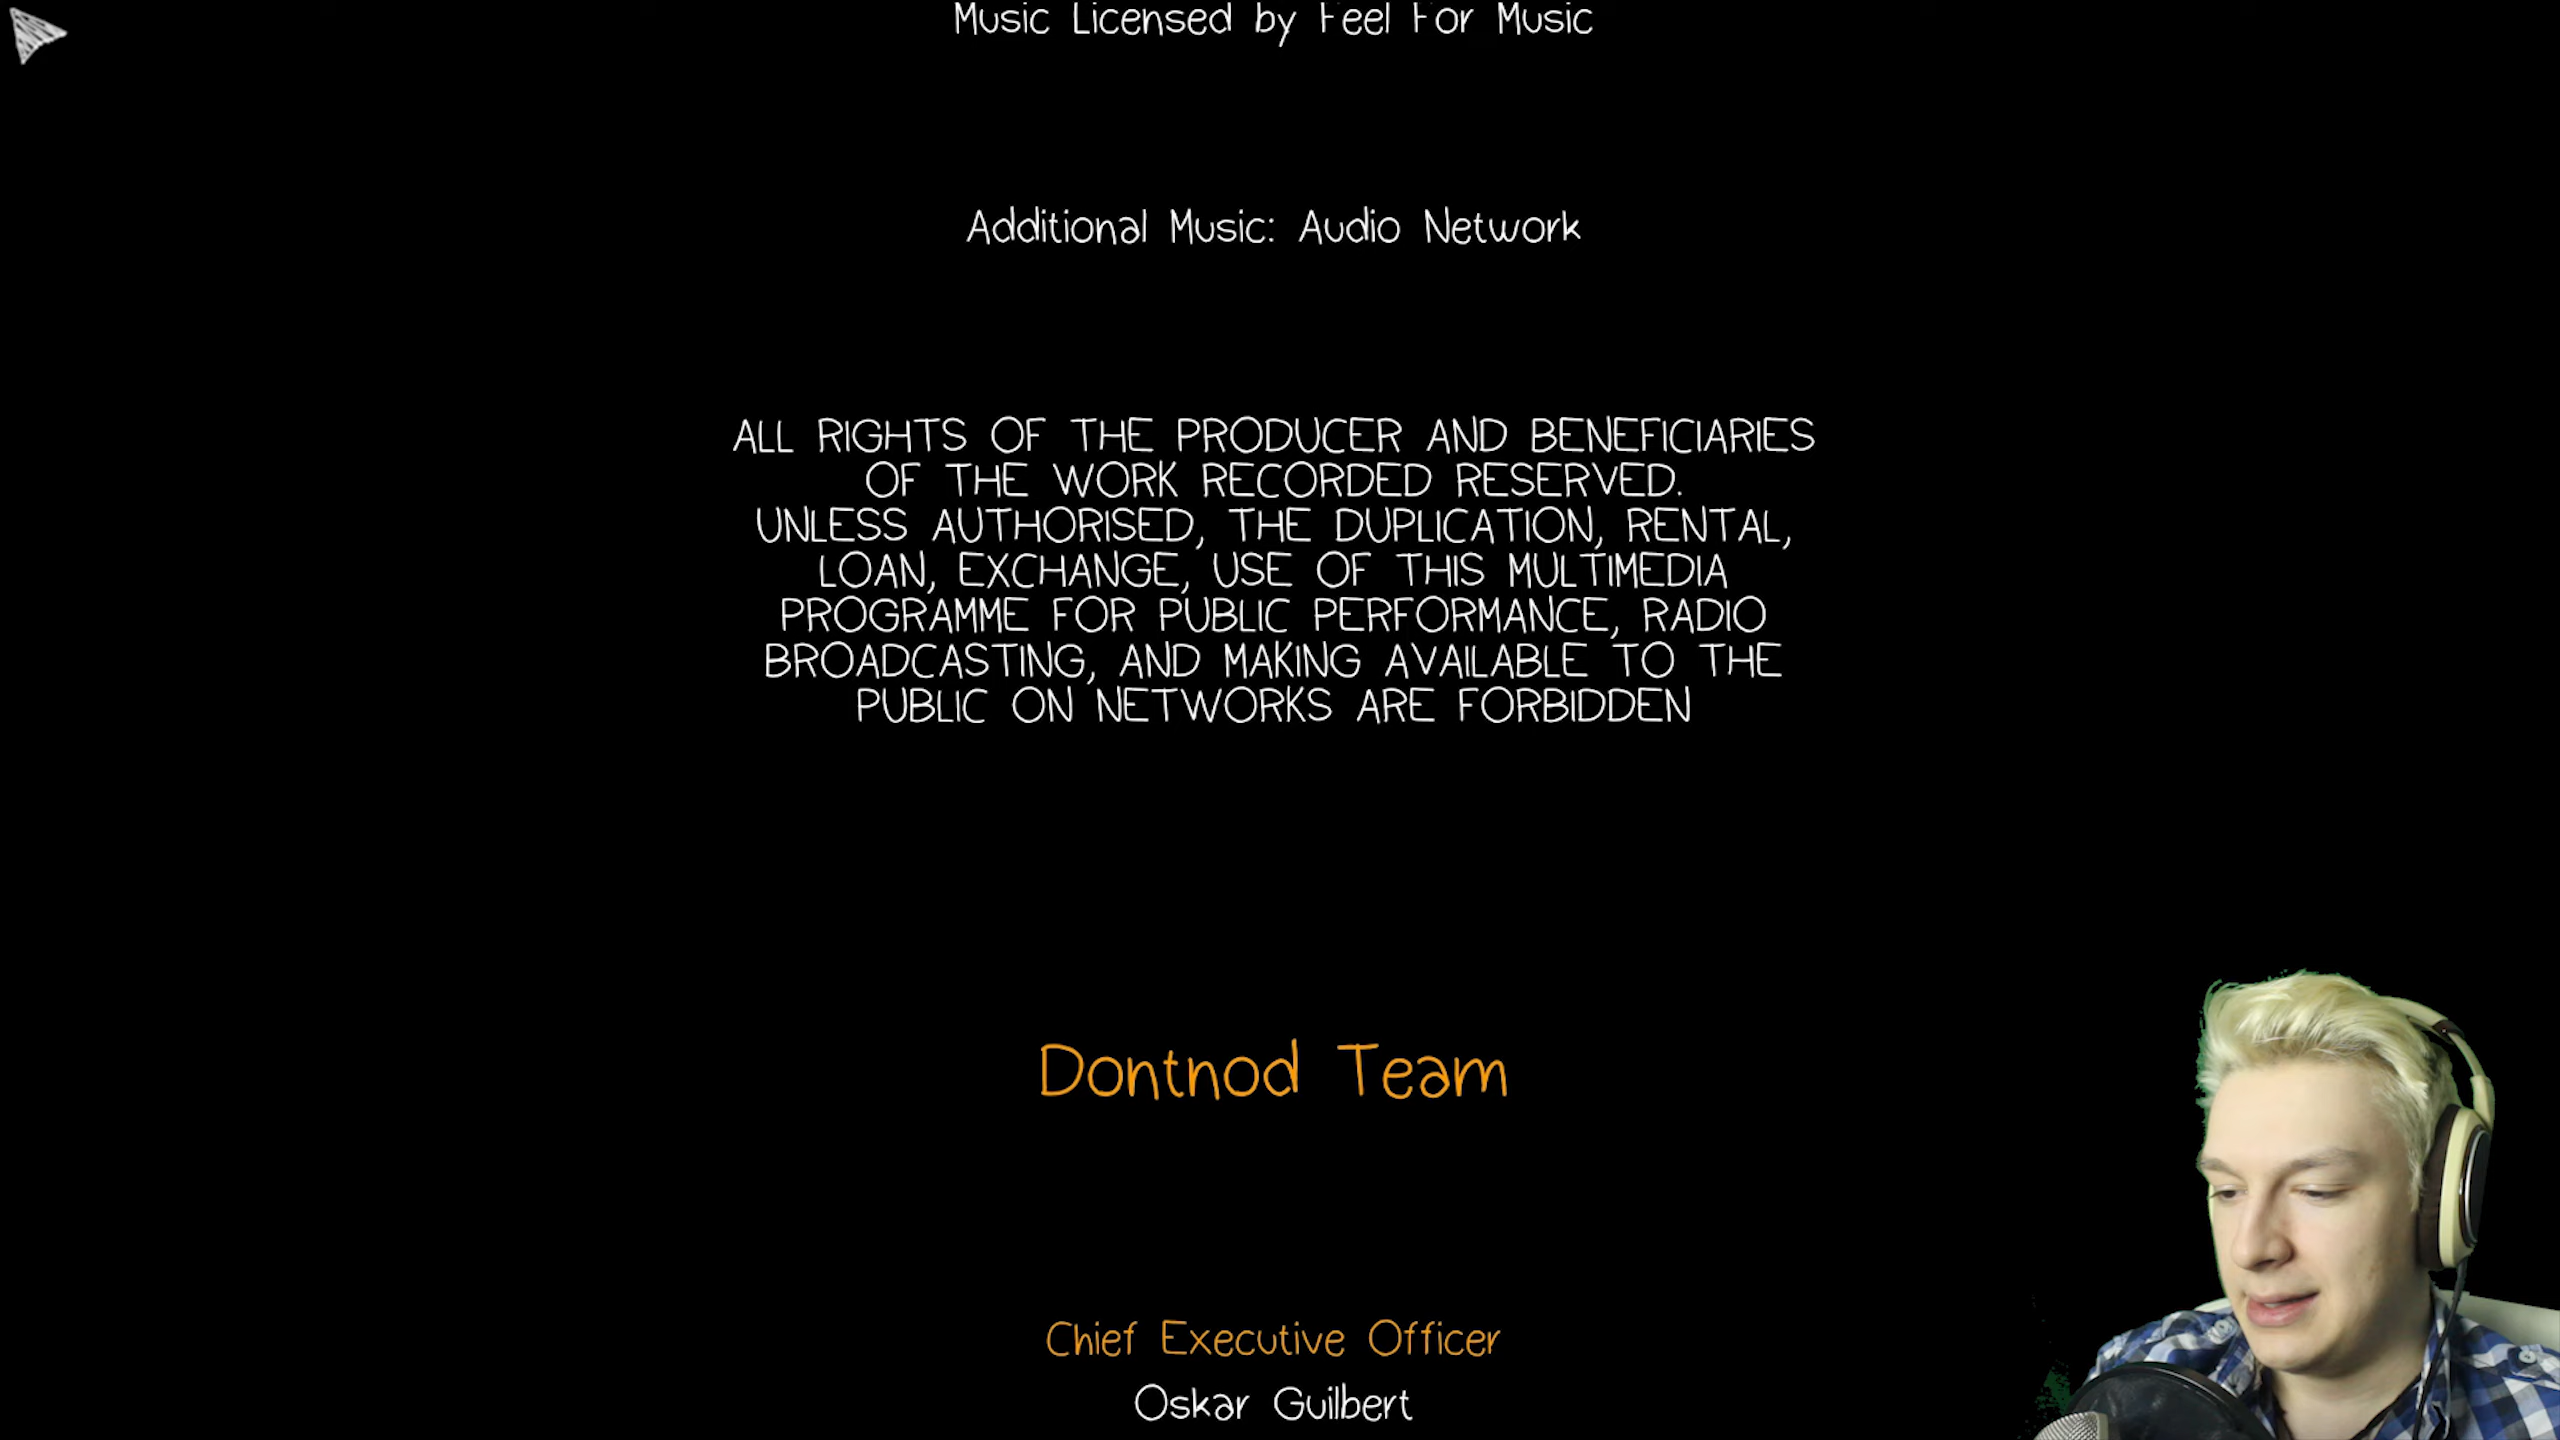 Music Licensed by Feel For Music
Additional Music: Audio Network
ALL RIGHTS OF THE PRODUCER AND BENEFICIARIES
OF THE WORK RECORDED RESERVED.
UNLESS AUTHORISED, THE DUPLICATION, RENTAL,
LOAN, EXCHANGE, USE OF THIS MULTIMEDIA
PROGRAMME FOR PUBLIC PERFORMANCE, RADIO
BROADCASTING, AND MAKING AVAILABLE TO THE
PUBLIC ON NETWORKS ARE FORBIDDEN
Dontnod Team
Chief Executive Officer
Oskar Guilbert